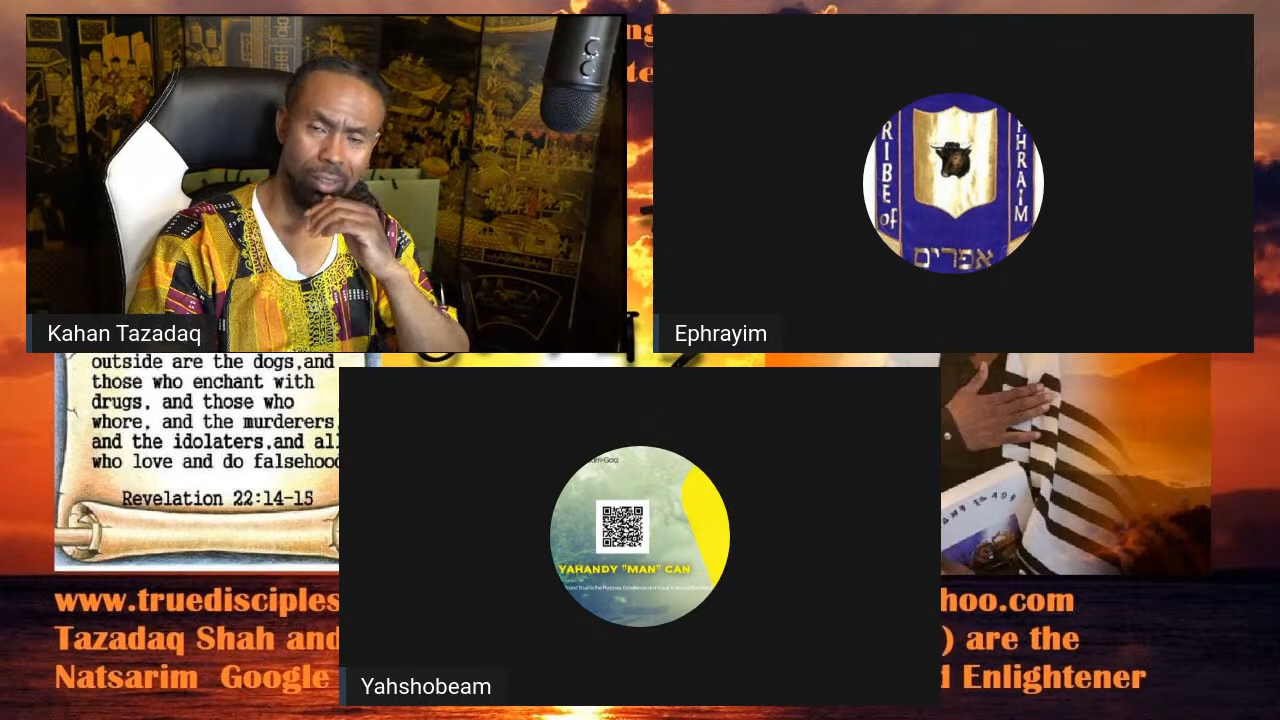 ng
te
Kahan Tazadaq
RIBE of
PHRAIM
אפרים
Ephrayim
outside are the dogs,and
those who enchant with
drugs, and those who
whore, and the murderers,
and the idolaters,and all
who love and do falsehood
Revelation 22:14-15
YAHANDY "MAN" CAN
Yahshobeam
www.truedisciples
hoo.com
Tazadaq Shah and
) are the
Natsarim Google
d Enlightener